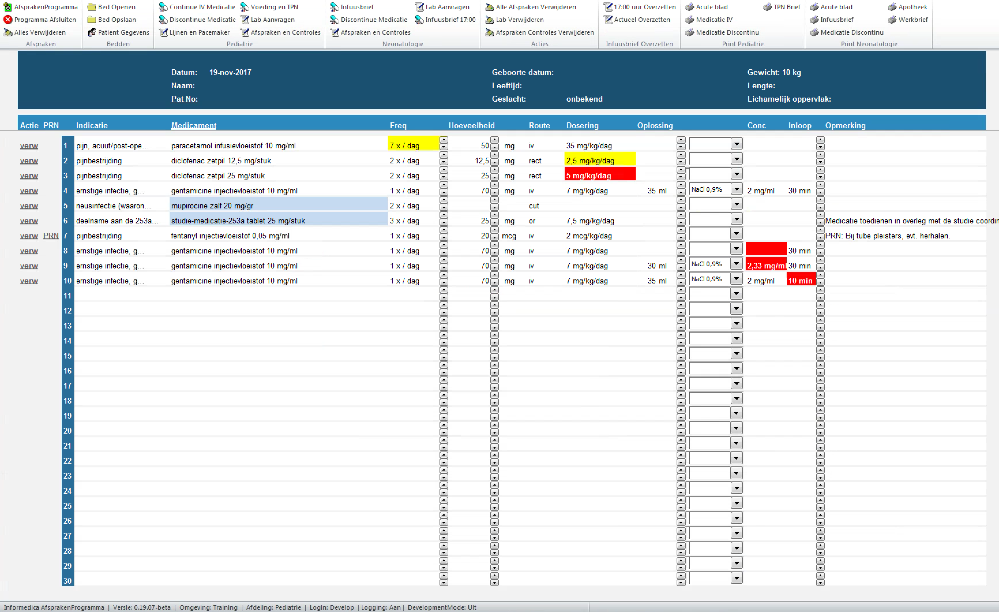 AfsprakenProgramma Bed Openen Continue IV Medicatie Voeding en TPN Infuusbrief Lab Aanvragen Alle Afspraken Verwijderen 17:00 uur Overzetten Acute blad TPN Brief Acute blad Apotheek
Programma Afsluiten Bed Opslaan Discontinue Medicatie Lab Aanvragen Discontinue Medicatie Infuusbrief 17:00 Lab Verwijderen Actueel Overzetten Medicatie IV Infuusbrief Werkbrief
Alles Verwijderen Patient Gegevens Lijnen en Pacemaker Afspraken en Controles Afspraken en Controles Afspraken Controles Verwijderen Medicatie Discontinu Medicatie Discontinu
Afspraken Bedden Pediatrie Neonatologie Acties Infuusbrief Overzetten Print Pediatrie Print Neonatologie
Datum: 19-nov-2017 Geboorte datum: Gewicht: 10 kg
Naam: Leeftijd: Lengte:
Pat No: Geslacht: onbekend Lichamelijk oppervlak:
Actie PRN Indicatie Medicament Freq Hoeveelheid Route Dosering Oplossing Conc Inloop Opmerking
verw 1 pijn, acuut/post-ope... paracetamol infusievloeistof 10 mg/ml 7 x / dag 50 mg iv 35 mg/kg/dag
verw 2 pijnbestrijding diclofenac zetpil 12,5 mg/stuk 2 x / dag 12,5 mg rect 2,5 mg/kg/dag
verw 3 pijnbestrijding diclofenac zetpil 25 mg/stuk 2 x / dag 25 mg rect 5 mg/kg/dag
verw 4 ernstige infectie, g... gentamicine injectievloeistof 10 mg/ml 1 x / dag 70 mg iv 7 mg/kg/dag 35 ml NaCl 0,9% 2 mg/ml 30 min
verw 5 neusinfectie (waaron... mupirocine zalf 20 mg/gr 2 x / dag cut
verw 6 deelname aan de 253a... studie-medicatie-253a tablet 25 mg/stuk 3 x / dag 25 mg or 7,5 mg/kg/dag Medicatie toedienen in overleg met de studie coordin
verw PRN 7 pijnbestrijding fentanyl injectievloeistof 0,05 mg/ml 1 x / dag 20 mcg iv 2 mcg/kg/dag PRN: Bij tube pleisters, evt. herhalen.
verw 8 ernstige infectie, g... gentamicine injectievloeistof 10 mg/ml 1 x / dag 70 mg iv 7 mg/kg/dag 30 min
verw 9 ernstige infectie, g... gentamicine injectievloeistof 10 mg/ml 1 x / dag 70 mg iv 7 mg/kg/dag 30 ml NaCl 0,9% 2,33 mg/ml 30 min
verw 10 ernstige infectie, g... gentamicine injectievloeistof 10 mg/ml 1 x / dag 70 mg iv 7 mg/kg/dag 35 ml NaCl 0,9% 2 mg/ml 10 min
11
12
13
14
15
16
17
18
19
20
21
22
23
24
25
26
27
28
29
30
Informedica AfsprakenProgramma | Versie: 0.19.07-beta | Omgeving: Training | Afdeling: Pediatrie | Login: Develop | Logging: Aan | DevelopmentMode: Uit